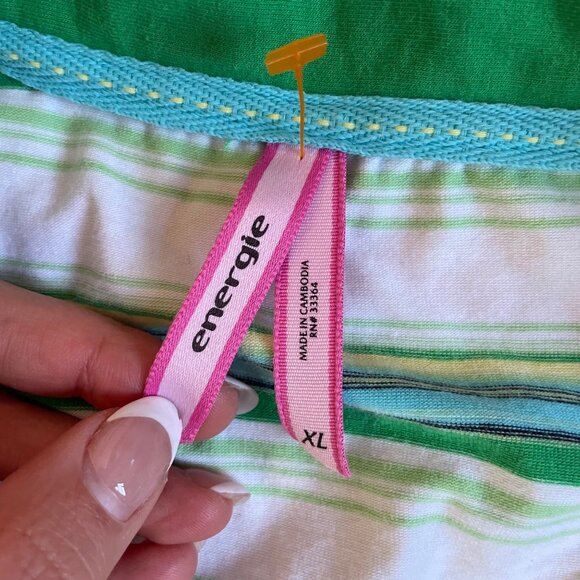 energie
MADE IN CAMBODIA
RN# 33364
XL